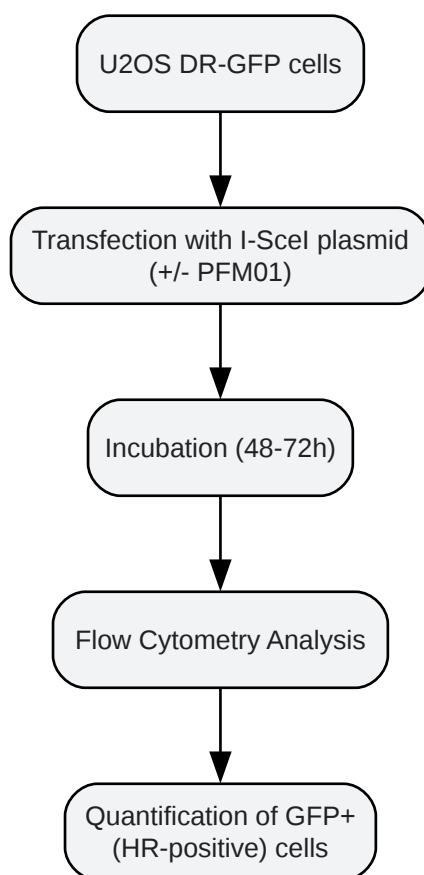 U2OS DR-GFP cells
Transfection with I-SceI plasmid
(+/- PFM01)
Incubation (48-72h)
Flow Cytometry Analysis
Quantification of GFP+
(HR-positive) cells